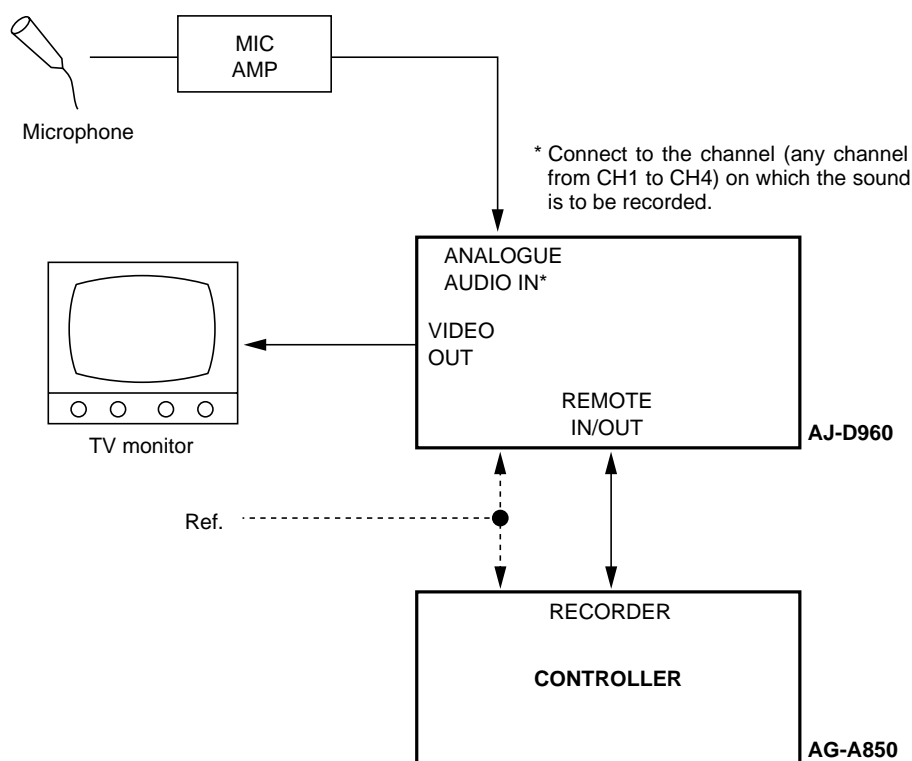 MIC
AMP
Microphone
* Connect to the channel (any channel
from CH1 to CH4) on which the sound
is to be recorded.
ANALOGUE
AUDIO IN*
VIDEO
OUT
REMOTE
IN/OUT
AJ-D960
TV monitor
Ref.
RECORDER
CONTROLLER
AG-A850